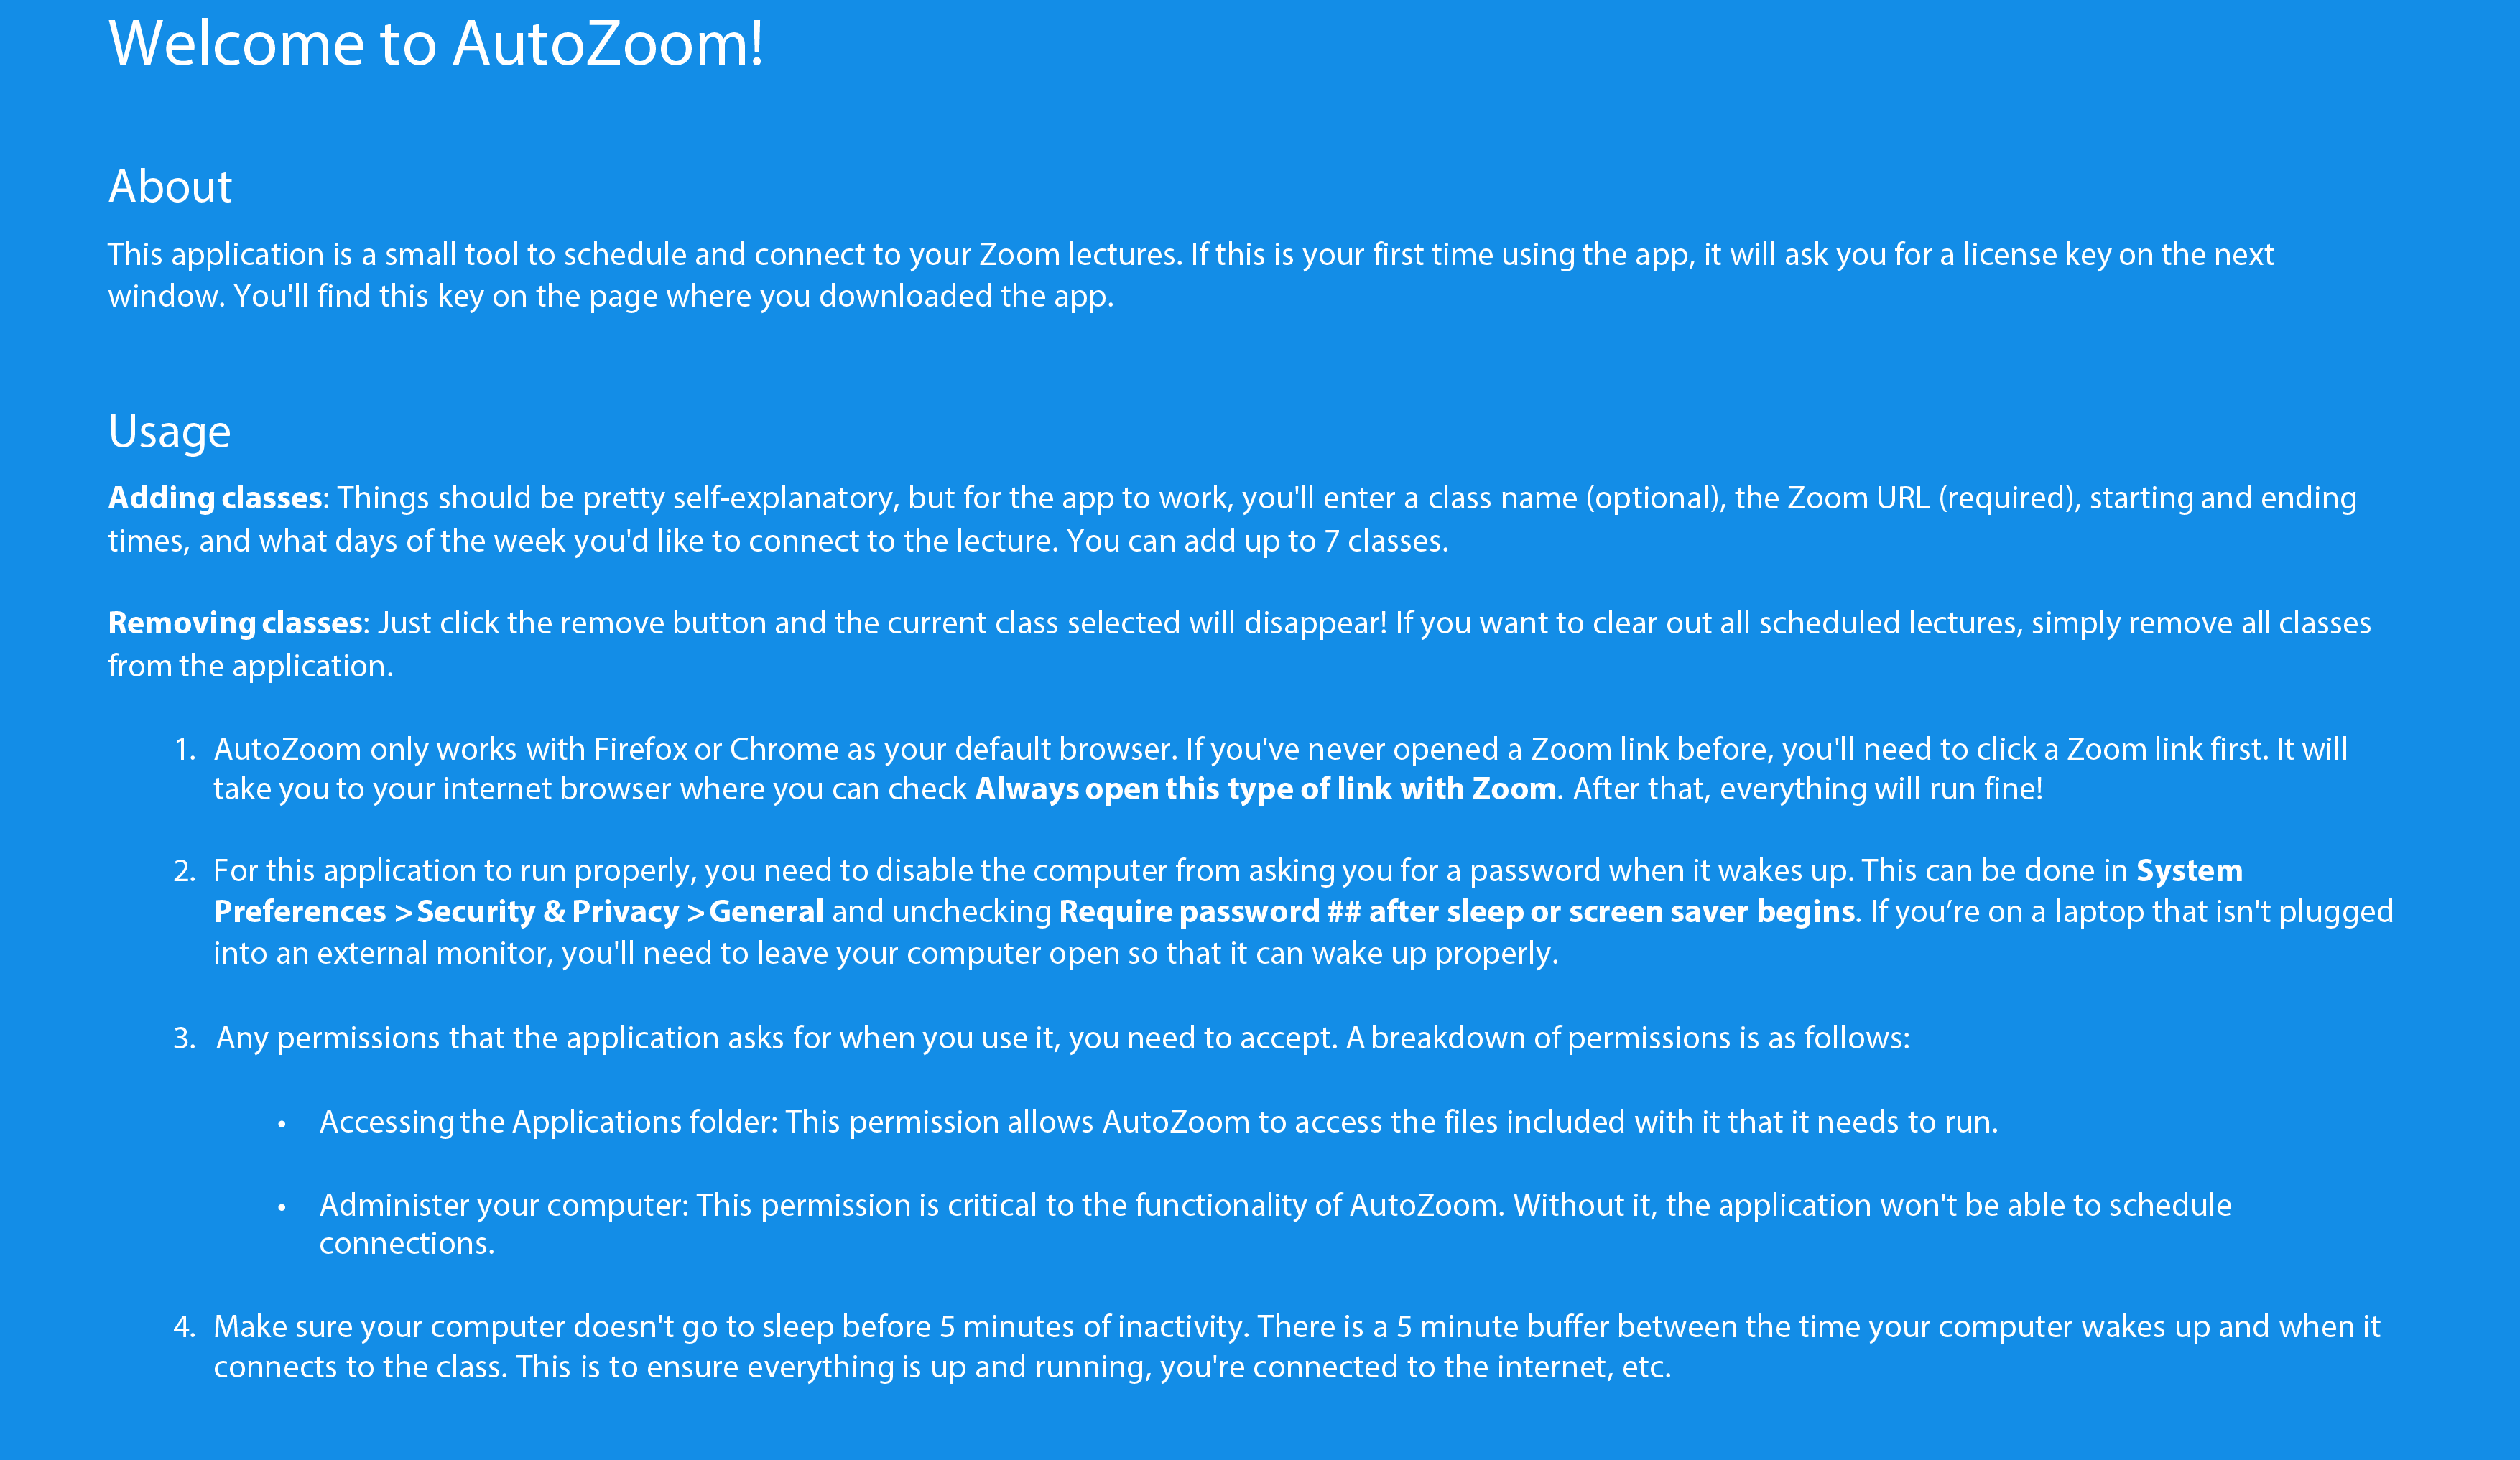 Welcome to AutoZoom!
About
This application is a small tool to schedule and connect to your Zoom lectures. If this is your first time using the app, it will ask you for a license key on the next
window. You'll find this key on the page where you downloaded the app.
Usage
Adding classes: Things should be pretty self-explanatory, but for the app to work, you'll enter a class name (optional), the Zoom URL (required), starting and ending
times, and what days of the week you'd like to connect to the lecture. You can add up to 7 classes.
Removing classes: Just click the remove button and the current class selected will disappear! If you want to clear out all scheduled lectures, simply remove all classes
from the application.
1. AutoZoom only works with Firefox or Chrome as your default browser. If you've never opened a Zoom link before, you'll need to click a Zoom link first. It will
take you to your internet browser where you can check Always open this type of link with Zoom. After that, everything will run fine!
2. For this application to run properly, you need to disable the computer from asking you for a password when it wakes up. This can be done in System
Preferences > Security & Privacy > General and unchecking Require password ## after sleep or screen saver begins. If you’re on a laptop that isn't plugged
into an external monitor, you'll need to leave your computer open so that it can wake up properly.
3. Any permissions that the application asks for when you use it, you need to accept. A breakdown of permissions is as follows:
• Accessing the Applications folder: This permission allows AutoZoom to access the files included with it that it needs to run.
• Administer your computer: This permission is critical to the functionality of AutoZoom. Without it, the application won't be able to schedule
connections.
4. Make sure your computer doesn't go to sleep before 5 minutes of inactivity. There is a 5 minute buffer between the time your computer wakes up and when it
connects to the class. This is to ensure everything is up and running, you're connected to the internet, etc.